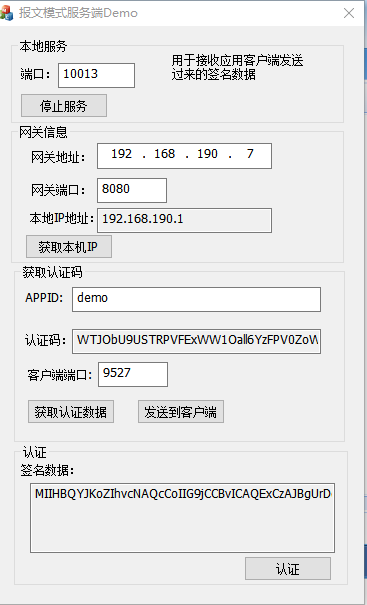 报文模式服务端Demo
本地服务
端口：
10013
用于接收应用客户端发送
过来的签名数据
停止服务
网关信息
网关地址：
192 . 168 . 190 . 7
网关端口：
8080
本地IP地址：
192.168.190.1
获取本机IP
获取认证码
APPID:
demo
认证码：
WTJObU9USTRPVFExWW1Oall6YzFPV0ZoW
客户端端口：
9527
获取认证数据
发送到客户端
认证
签名数据：
MIIHBQYJKoZIhvcNAQcCoIIG9jCCBvICAQExCzAJBgUrD
认证